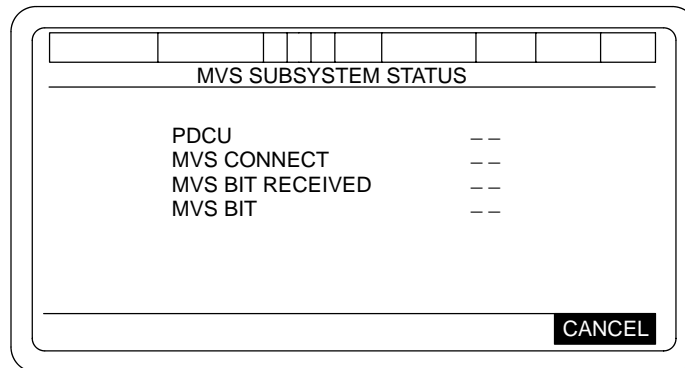 MVS SUBSYSTEM STATUS
PDCU – –
MVS CONNECT – –
MVS BIT RECEIVED – –
MVS BIT – –
CANCEL